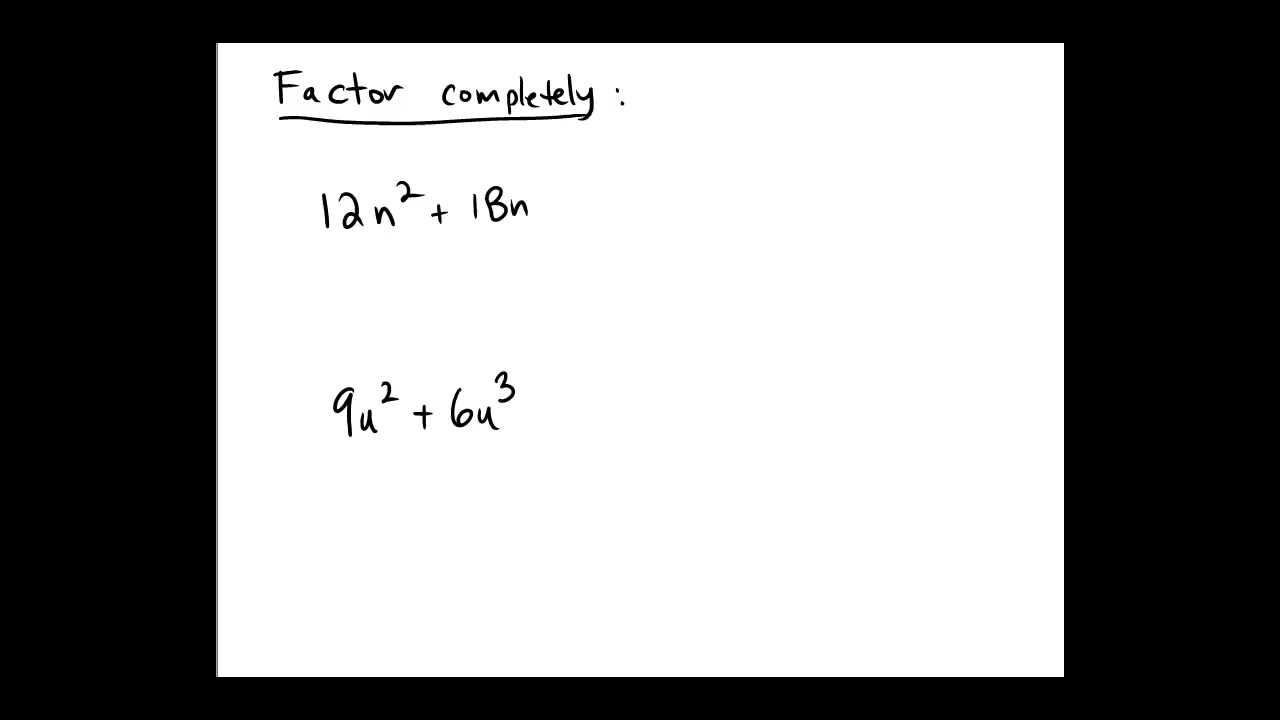 Factor completely :
12n² + 18n
9u² + 6u³